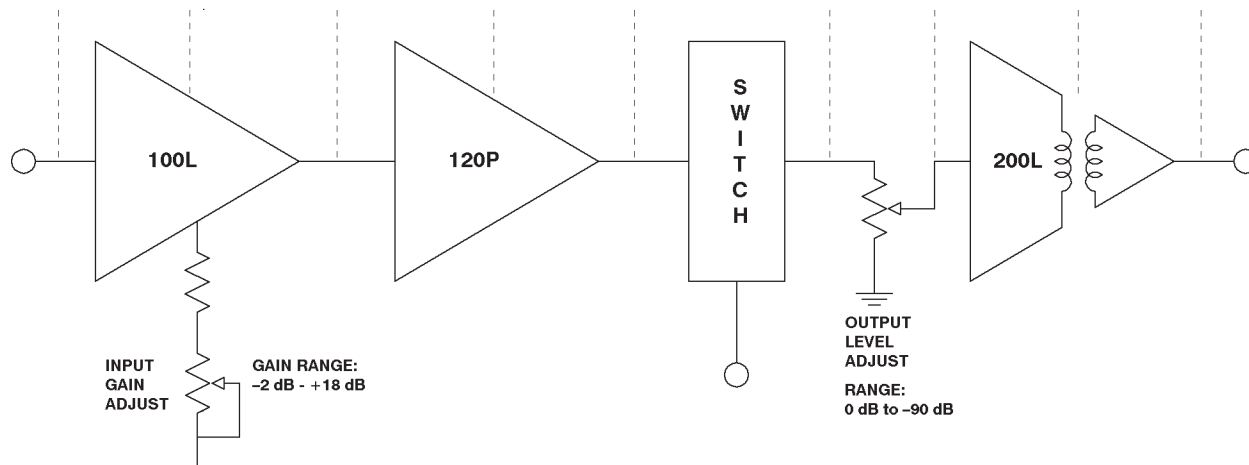 100L
120P
SWITCH
200L
INPUT
GAIN
ADJUST
GAIN RANGE:
–2 dB - +18 dB
OUTPUT
LEVEL
ADJUST
RANGE:
0 dB to –90 dB